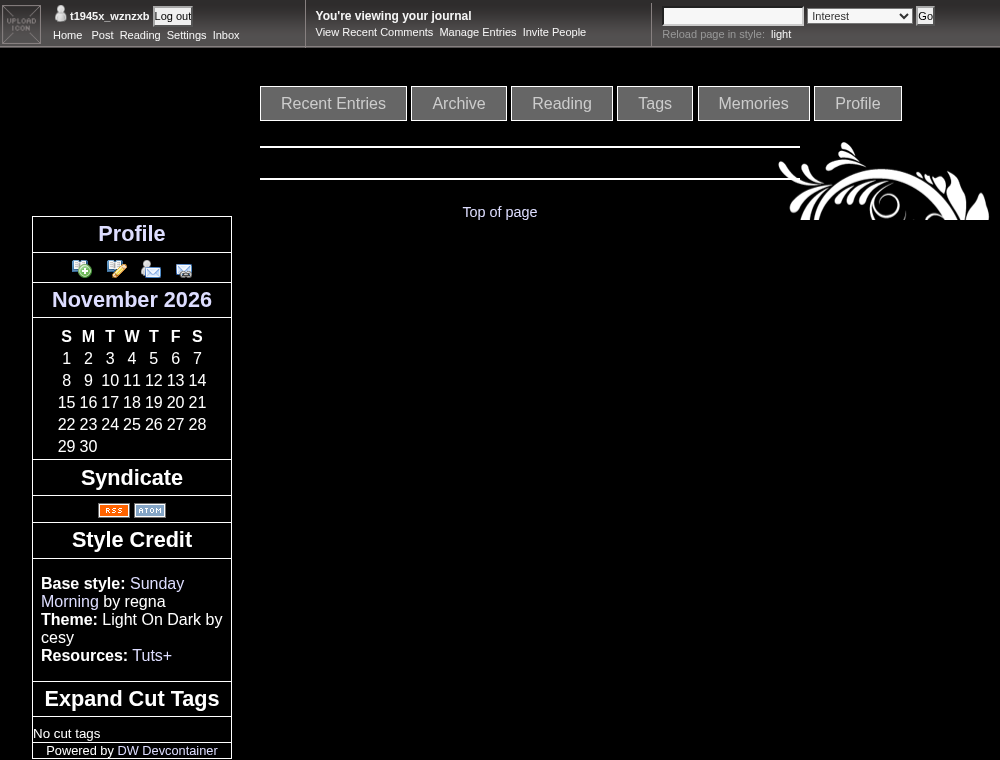 UPLOAD
ICON
t1945x_wznzxb Log out
Home Post Reading Settings Inbox
You're viewing your journal
View Recent Comments Manage Entries Invite People
Interest Go
Reload page in style: light
Recent Entries Archive Reading Tags Memories Profile
Top of page
Profile
November 2026
S M T W T F S
1 2 3 4 5 6 7
8 9 10 11 12 13 14
15 16 17 18 19 20 21
22 23 24 25 26 27 28
29 30
Syndicate
RSS ATOM
Style Credit
Base style: Sunday
Morning by regna
Theme: Light On Dark by
cesy
Resources: Tuts+
Expand Cut Tags
No cut tags
Powered by DW Devcontainer